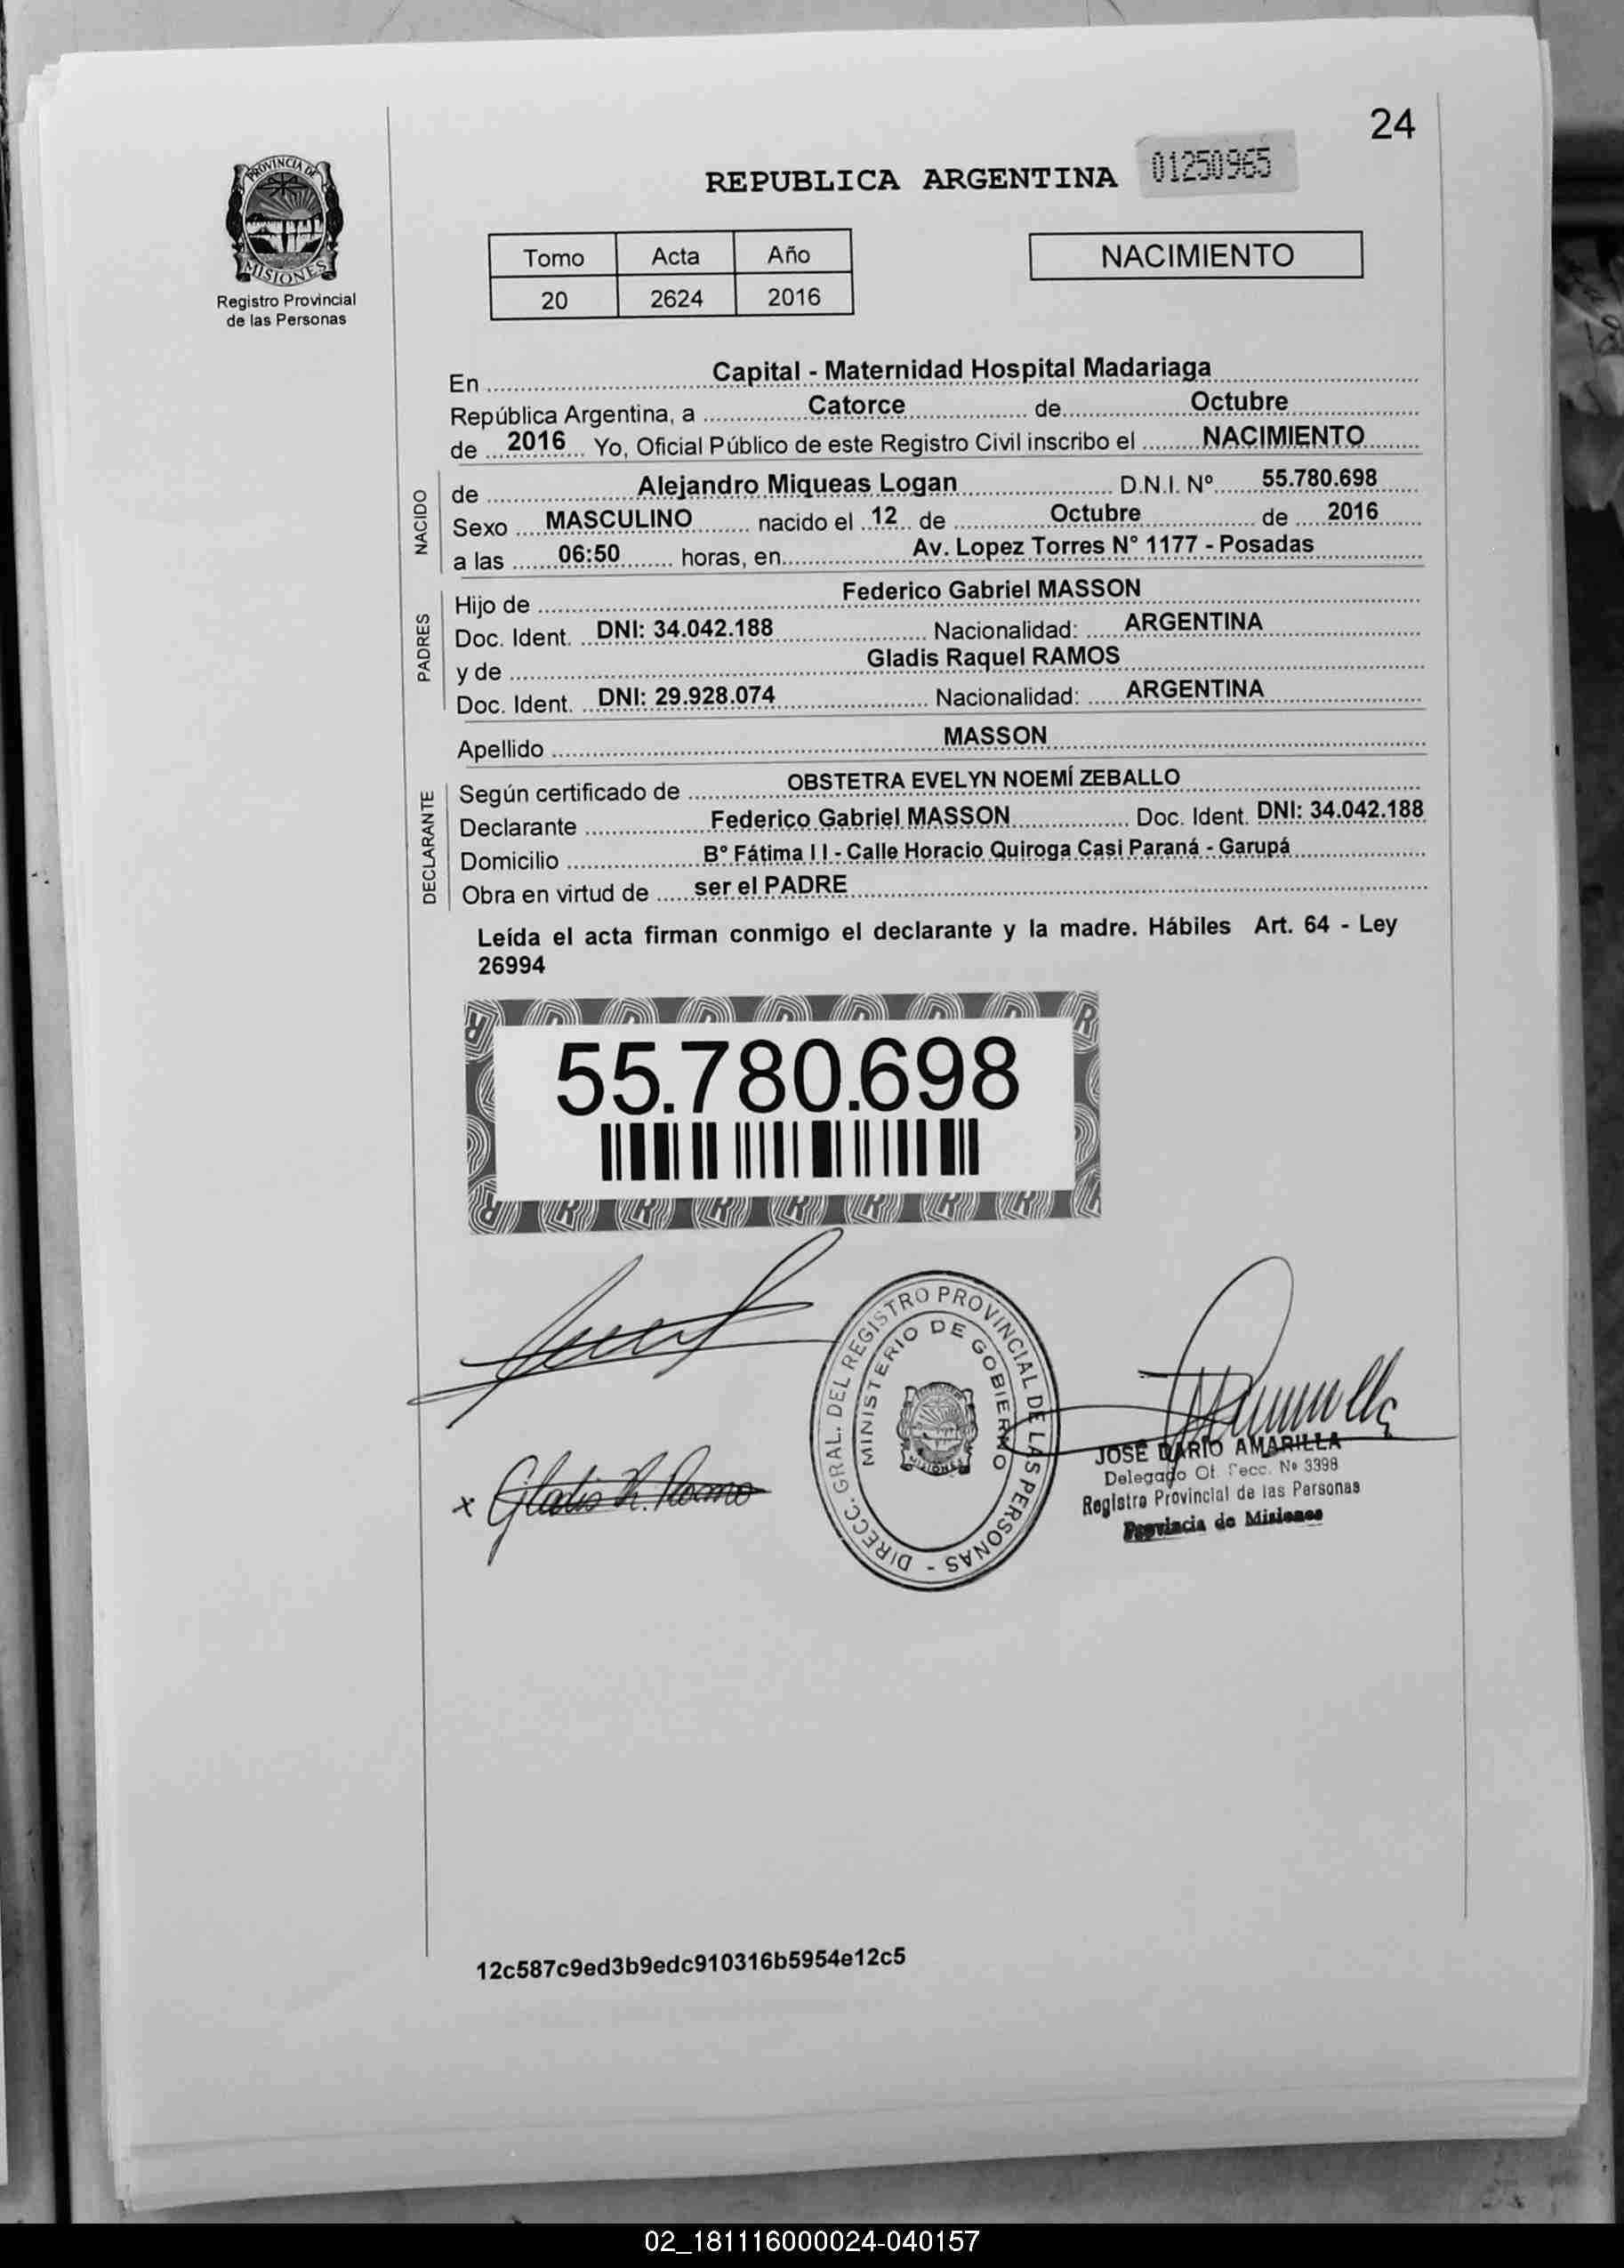 24
PROVINCIA DE
MISIONES
Registro Provincial
de las Personas
REPUBLICA ARGENTINA
01250965
Tomo Acta Año
20 2624 2016
NACIMIENTO
En Capital - Maternidad Hospital Madariaga
República Argentina, a Catorce de Octubre
de 2016 Yo, Oficial Público de este Registro Civil inscribo el NACIMIENTO
NACIDO
de Alejandro Miqueas Logan D.N.I. Nº 55.780.698
Sexo MASCULINO nacido el 12 de Octubre de 2016
a las 06:50 horas, en Av. Lopez Torres N° 1177 - Posadas
PADRES
Hijo de Federico Gabriel MASSON
Doc. Ident. DNI: 34.042.188 Nacionalidad: ARGENTINA
y de Gladis Raquel RAMOS
Doc. Ident. DNI: 29.928.074 Nacionalidad: ARGENTINA
Apellido MASSON
DECLARANTE
Según certificado de OBSTETRA EVELYN NOEMÍ ZEBALLO
Declarante Federico Gabriel MASSON Doc. Ident. DNI: 34.042.188
Domicilio B° Fátima I I - Calle Horacio Quiroga Casi Paraná - Garupá
Obra en virtud de ser el PADRE
Leída el acta firman conmigo el declarante y la madre. Hábiles Art. 64 - Ley
26994
55.780.698
DIRECC. GRAL. DEL REGISTRO PROVINCIAL DE LAS PERSONAS -
MINISTERIO DE GOBIERNO
MISIONES
x Gladis R. Ramo
JOSÉ DARIO AMARILLA
Delegado Of. Secc. Nº 3398
Registro Provincial de las Personas
Provincia de Misiones
12c587c9ed3b9edc910316b5954e12c5
02_181116000024-040157